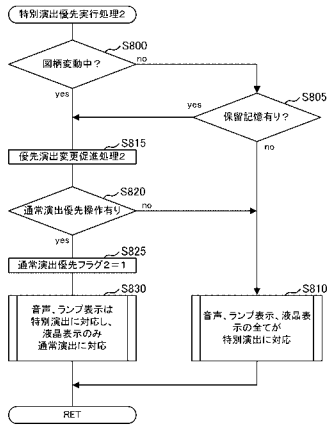 特別演出優先実行処理2
S800
図柄変動中?
no
yes
S805
保留記憶有り?
yes
no
S815
優先演出変更促進処理2
S820
通常演出優先操作有り
no
yes
S825
通常演出優先フラグ2=1
S830
音声、ランプ表示は
特別演出に対応し、
液晶表示のみ
通常演出に対応
S810
音声、ランプ表示、液晶表
示の全てが
特別演出に対応
RET